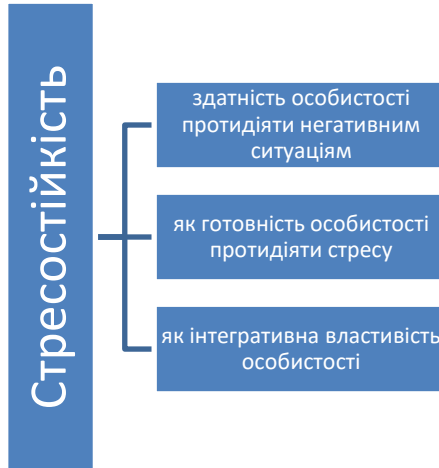 Стресостійкість
здатність особистості
протидіяти негативним
ситуаціям
як готовність особистості
протидіяти стресу
як інтегративна властивість
особистості